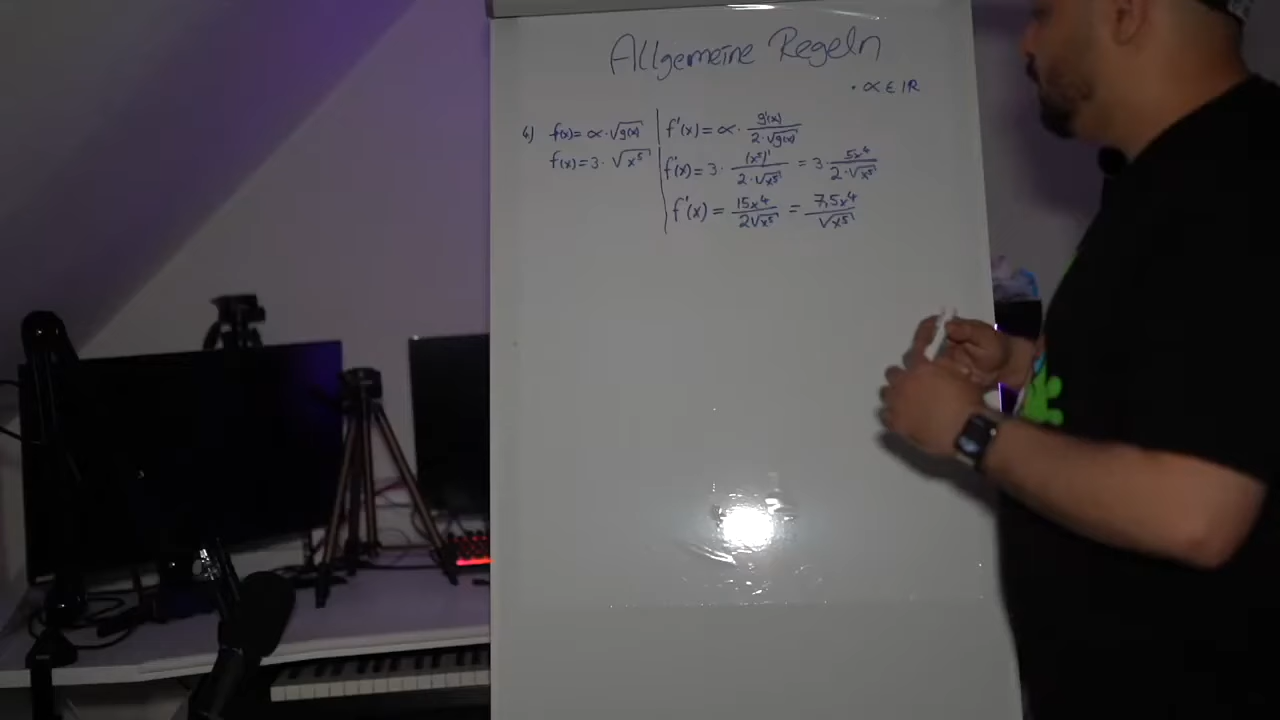 Allgemeine Regeln
· α ∈ IR
4) f(x) = α · √g(x) | f'(x) = α · g'(x) / 2·√g(x)
f(x) = 3 · √x⁵ | f'(x) = 3 · (x⁵)' / 2·√x⁵ = 3 · 5x⁴ / 2·√x⁵
f'(x) = 15x⁴ / 2√x⁵ = 7,5x⁴ / √x⁵